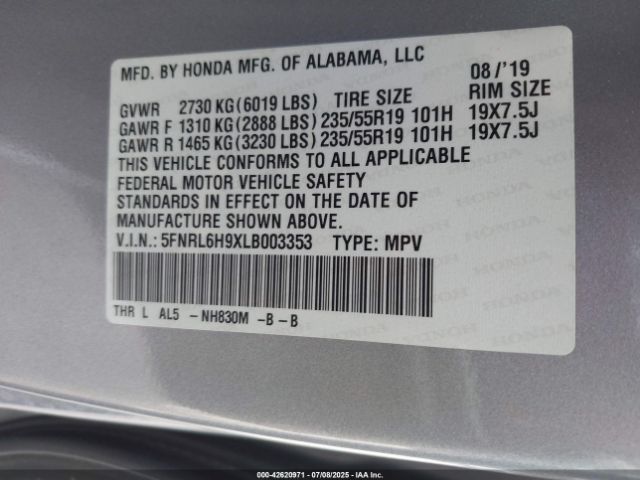 MFD. BY HONDA MFG. OF ALABAMA, LLC
08/'19
GVWR 2730 KG(6019 LBS) TIRE SIZE RIM SIZE
GAWR F 1310 KG(2888 LBS) 235/55R19 101H 19X7.5J
GAWR R 1465 KG(3230 LBS) 235/55R19 101H 19X7.5J
THIS VEHICLE CONFORMS TO ALL APPLICABLE
FEDERAL MOTOR VEHICLE SAFETY
STANDARDS IN EFFECT ON THE DATE OF
MANUFACTURE SHOWN ABOVE.
V.I.N.: 5FNRL6H9XLB003353 TYPE: MPV
THR L AL5 -NH830M -B -B
000-42620971 - 07/08/2025 - IAA Inc.